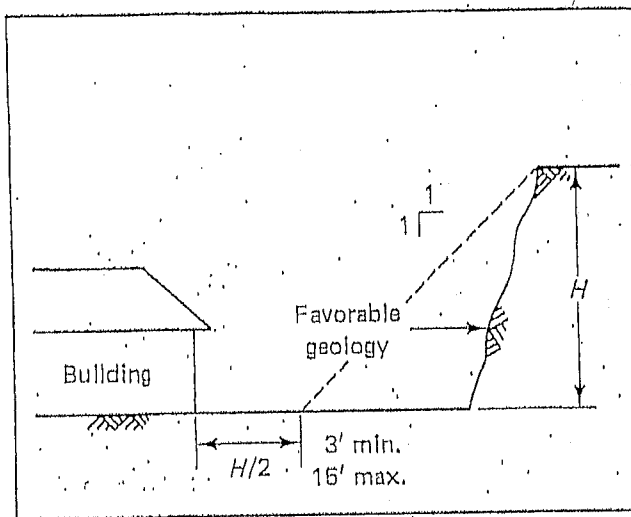 1
1
H
Favorable
geology
Building
H/2
3' min.
15' max.